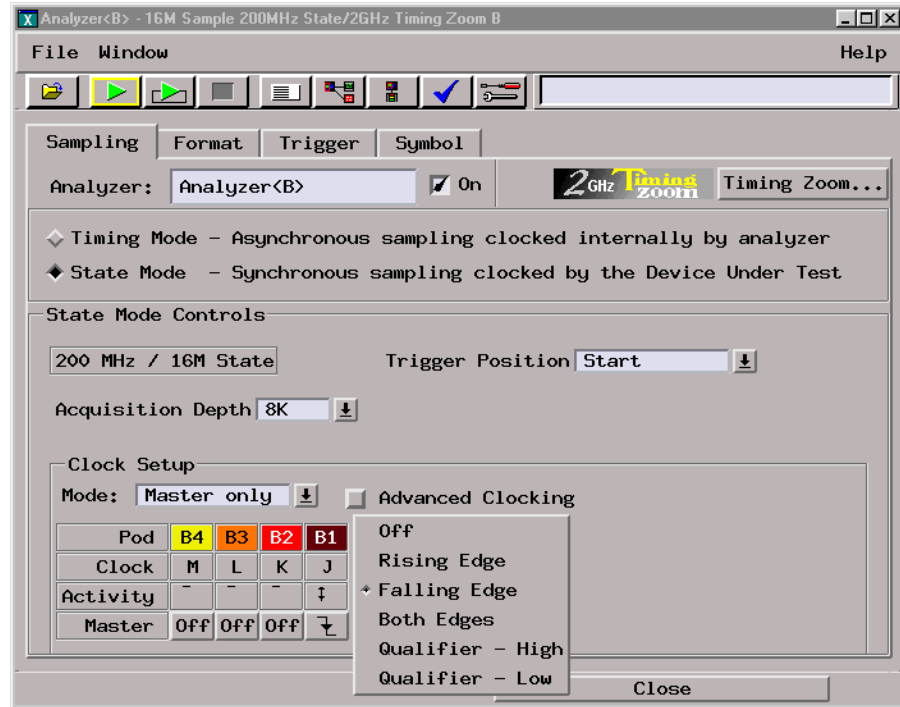 X Analyzer<B> - 16M Sample 200MHz State/2GHz Timing Zoom B
File Window Help
Sampling Format Trigger Symbol
Analyzer: Analyzer<B> On 2GHz Timing zoom Timing Zoom...
Timing Mode - Asynchronous sampling clocked internally by analyzer
State Mode - Synchronous sampling clocked by the Device Under Test
State Mode Controls
200 MHz / 16M State Trigger Position Start
Acquisition Depth 8K
Clock Setup
Mode: Master only Advanced Clocking
Pod B4 B3 B2 B1
Clock M L K J
Activity
Master Off Off Off
Off
Rising Edge
Falling Edge
Both Edges
Qualifier - High
Qualifier - Low
Close